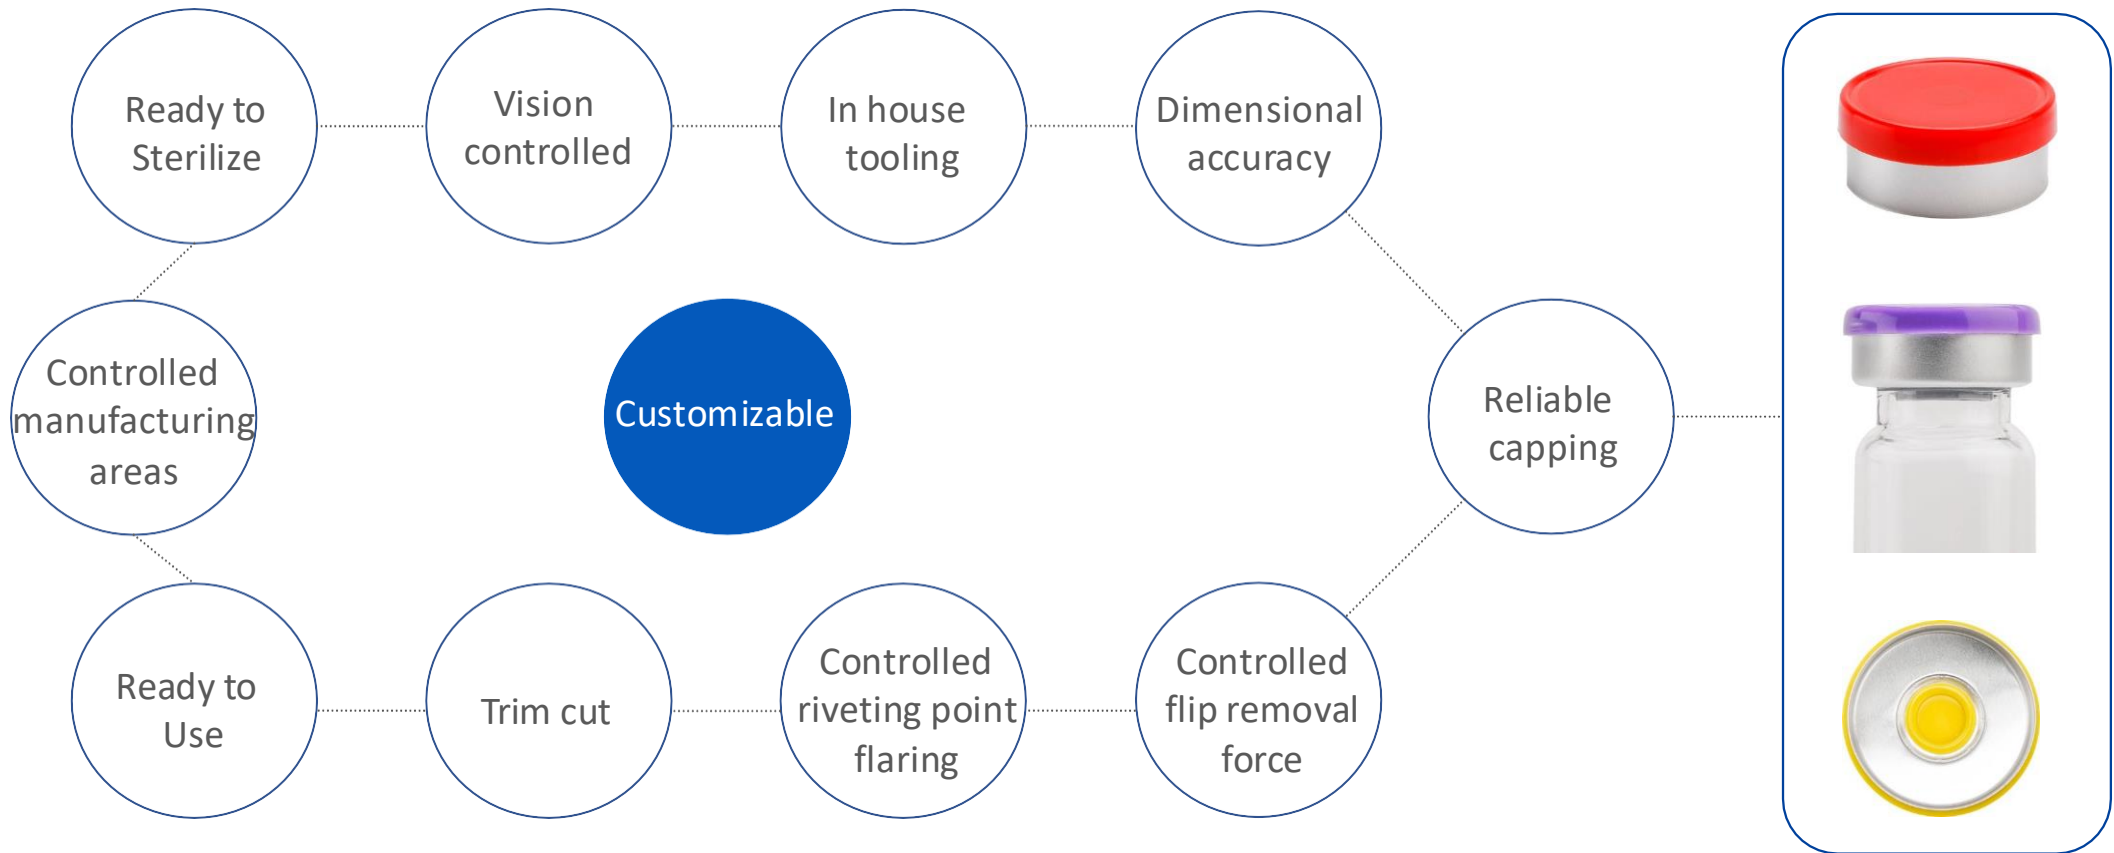 Ready to
Sterilize
Vision
controlled
In house
tooling
Dimensional
accuracy
Controlled
manufacturing
areas
Customizable
Reliable
capping
Ready to
Use
Trim cut
Controlled
riveting point
flaring
Controlled
flip removal
force